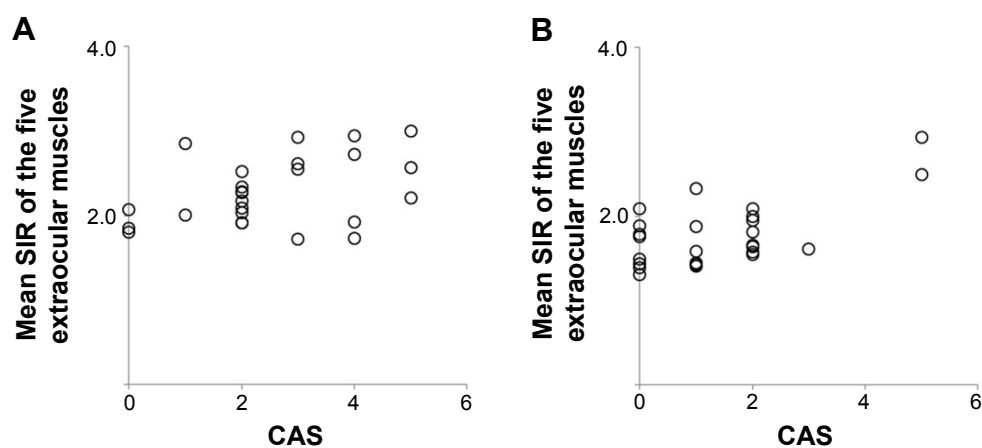 A
4.0
2.0
Mean SIR of the five
extraocular muscles
0 2 4 6
CAS
B
4.0
2.0
Mean SIR of the five
extraocular muscles
0 2 4 6
CAS